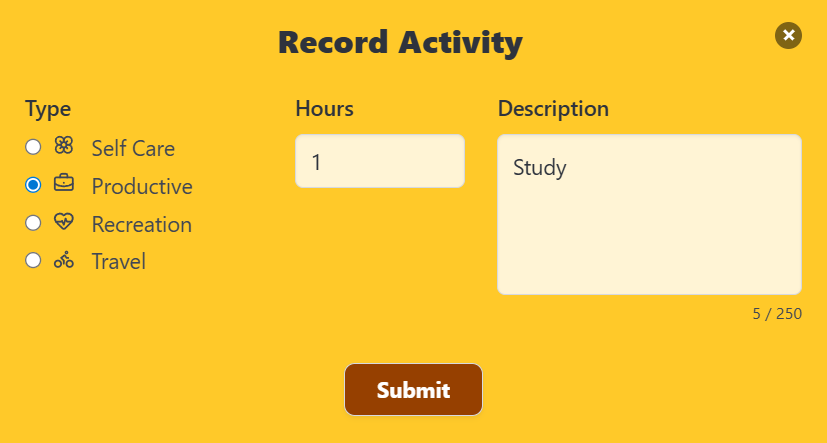 Record Activity
Type
Self Care
Productive
Recreation
Travel
Hours
1
Description
Study
5 / 250
Submit